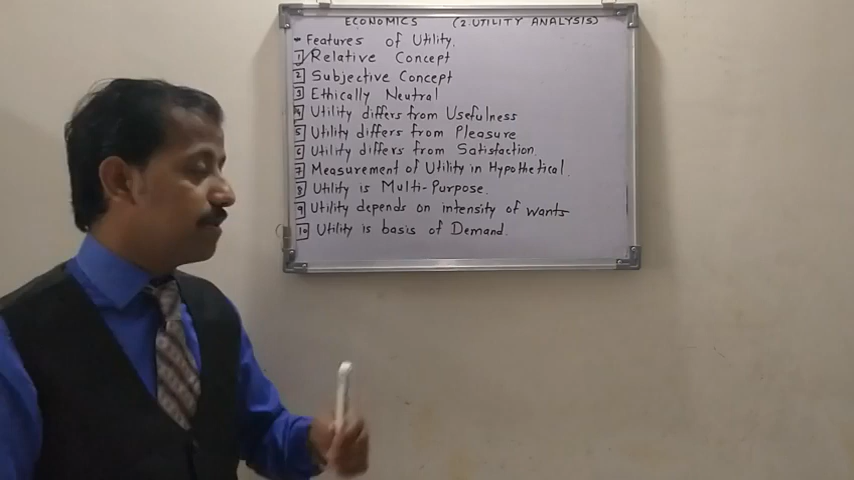 ECONOMICS (2. UTILITY ANALYSIS)
Features of Utility.
1 Relative Concept
2 Subjective Concept
3 Ethically Neutral
4 Utility differs from Usefulness
5 Utility differs from Pleasure
6 Utility differs from Satisfaction.
7 Measurement of Utility in Hypothetical.
8 Utility is Multi-Purpose.
9 Utility depends on intensity of wants
10 Utility is basis of Demand.